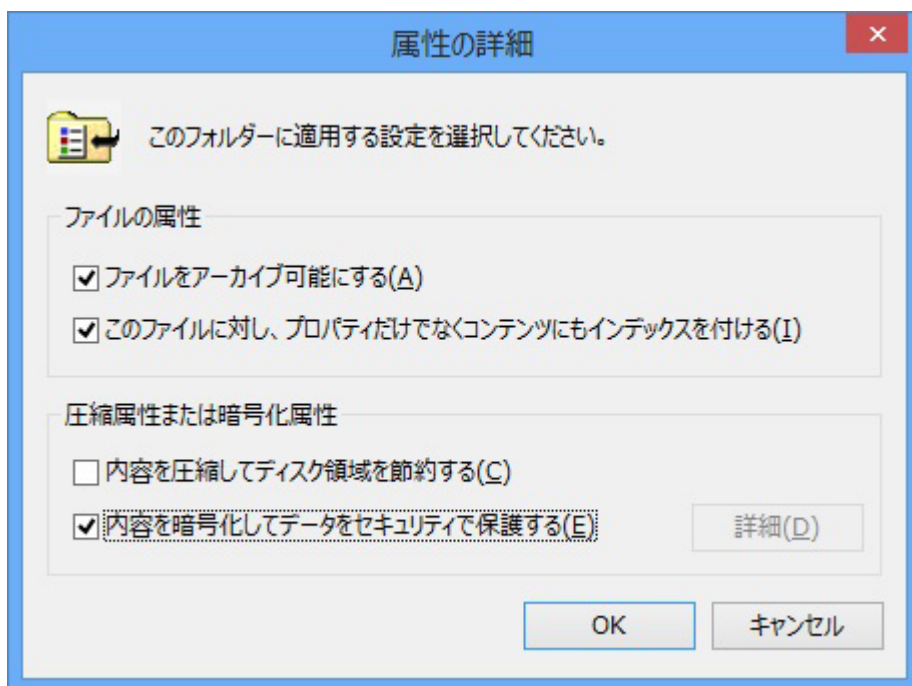 属性の詳細
このフォルダーに適用する設定を選択してください。
ファイルの属性
ファイルをアーカイブ可能にする(A)
このファイルに対し、プロパティだけでなくコンテンツにもインデックスを付ける(I)
圧縮属性または暗号化属性
内容を圧縮してディスク領域を節約する(C)
内容を暗号化してデータをセキュリティで保護する(E)
詳細(D)
OK
キャンセル